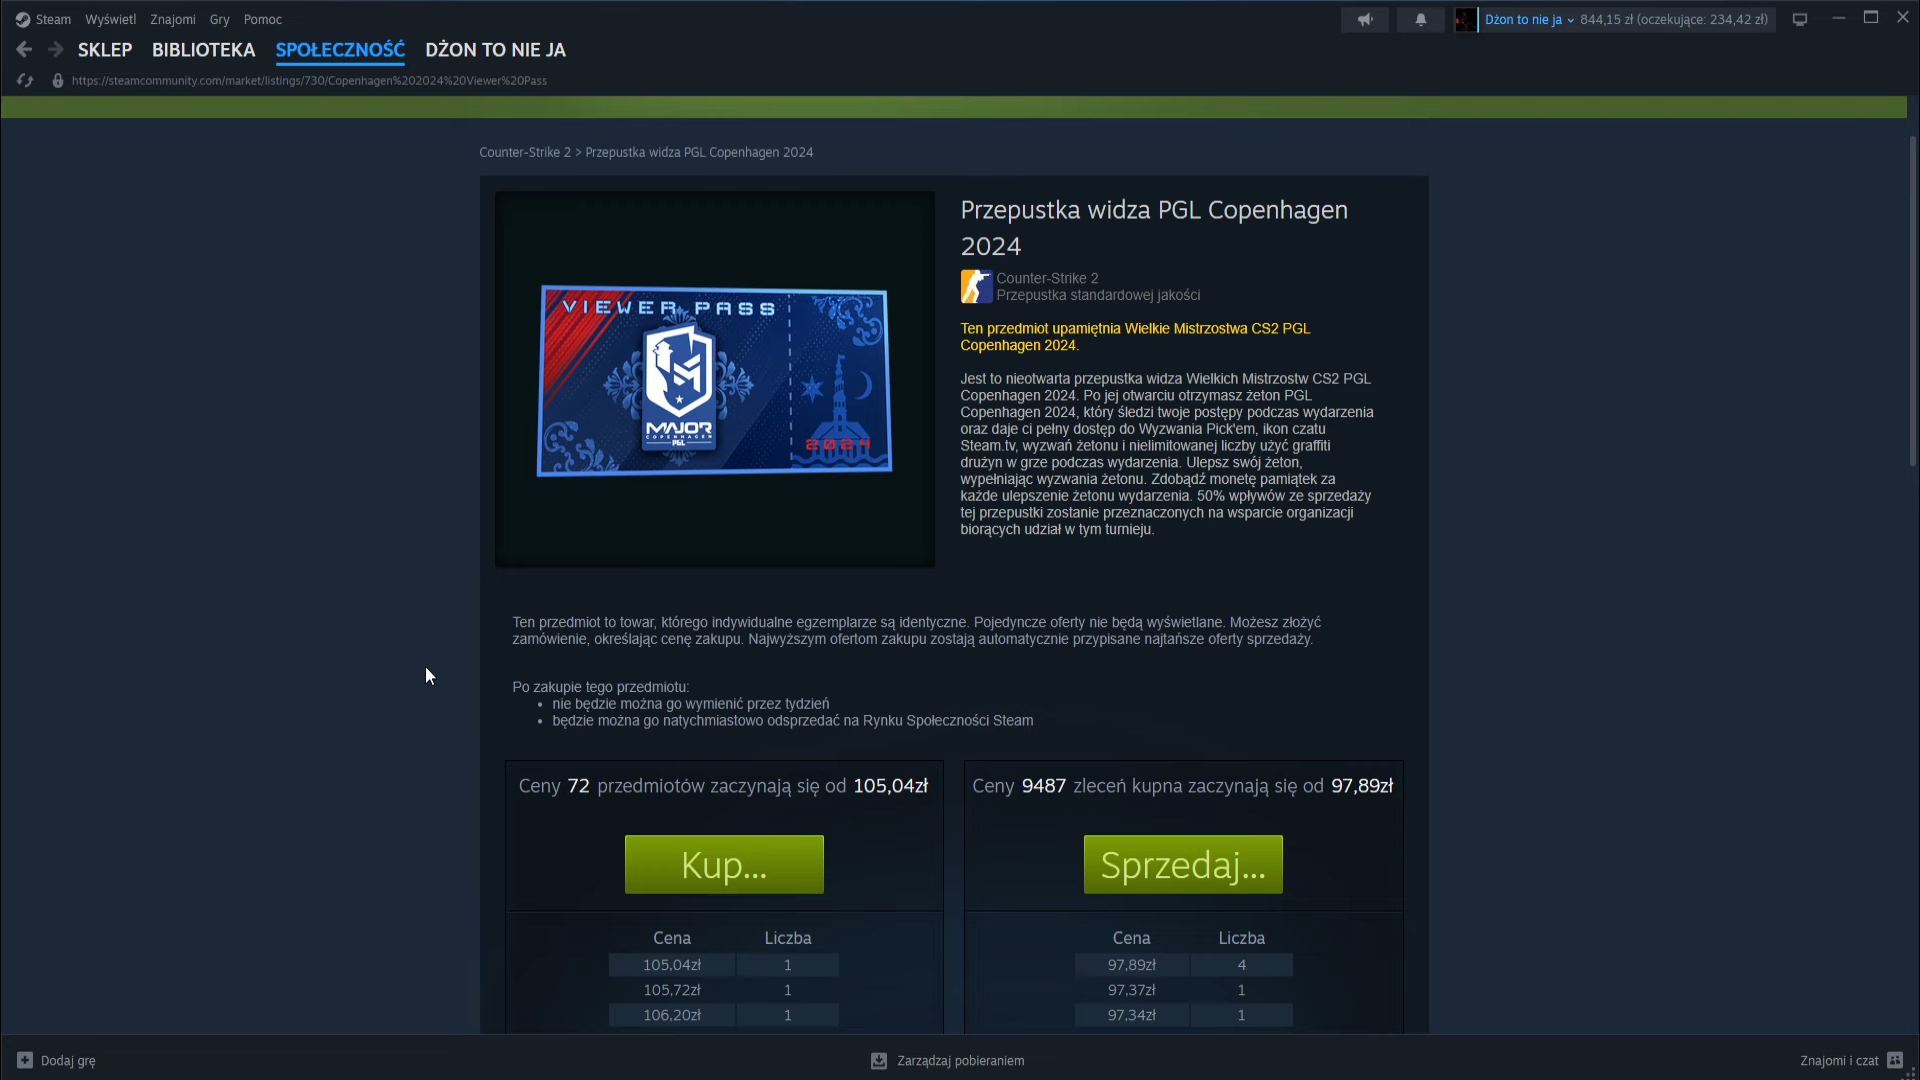 Steam Wyświetl Znajomi Gry Pomoc
Dżon to nie ja 844,15 zł (oczekujące: 234,42 zł)
SKLEP BIBLIOTEKA SPOŁECZNOŚĆ DŻON TO NIE JA
https://steamcommunity.com/market/listings/730/Copenhagen%202024%20Viewer%20Pass
Counter-Strike 2 > Przepustka widza PGL Copenhagen 2024
VIEWER PASS
MAJOR
COPENHAGEN
PGL
2024
Przepustka widza PGL Copenhagen
2024
Counter-Strike 2
Przepustka standardowej jakości
Ten przedmiot upamiętnia Wielkie Mistrzostwa CS2 PGL
Copenhagen 2024.
Jest to nieotwarta przepustka widza Wielkich Mistrzostw CS2 PGL
Copenhagen 2024. Po jej otwarciu otrzymasz żeton PGL
Copenhagen 2024, który śledzi twoje postępy podczas wydarzenia
oraz daje ci pełny dostęp do Wyzwania Pick'em, ikon czatu
Steam.tv, wyzwań żetonu i nielimitowanej liczby użyć graffiti
drużyn w grze podczas wydarzenia. Ulepsz swój żeton,
wypełniając wyzwania żetonu. Zdobądź monetę pamiątek za
każde ulepszenie żetonu wydarzenia. 50% wpływów ze sprzedaży
tej przepustki zostanie przeznaczonych na wsparcie organizacji
biorących udział w tym turnieju.
Ten przedmiot to towar, którego indywidualne egzemplarze są identyczne. Pojedyncze oferty nie będą wyświetlane. Możesz złożyć
zamówienie, określając cenę zakupu. Najwyższym ofertom zakupu zostają automatycznie przypisane najtańsze oferty sprzedaży.
Po zakupie tego przedmiotu:
• nie będzie można go wymienić przez tydzień
• będzie można go natychmiastowo odsprzedać na Rynku Społeczności Steam
Ceny 72 przedmiotów zaczynają się od 105,04zł
Kup...
Cena Liczba
105,04zł 1
105,72zł 1
106,20zł 1
Ceny 9487 zleceń kupna zaczynają się od 97,89zł
Sprzedaj...
Cena Liczba
97,89zł 4
97,37zł 1
97,34zł 1
Dodaj grę
Zarządzaj pobieraniem
Znajomi i czat